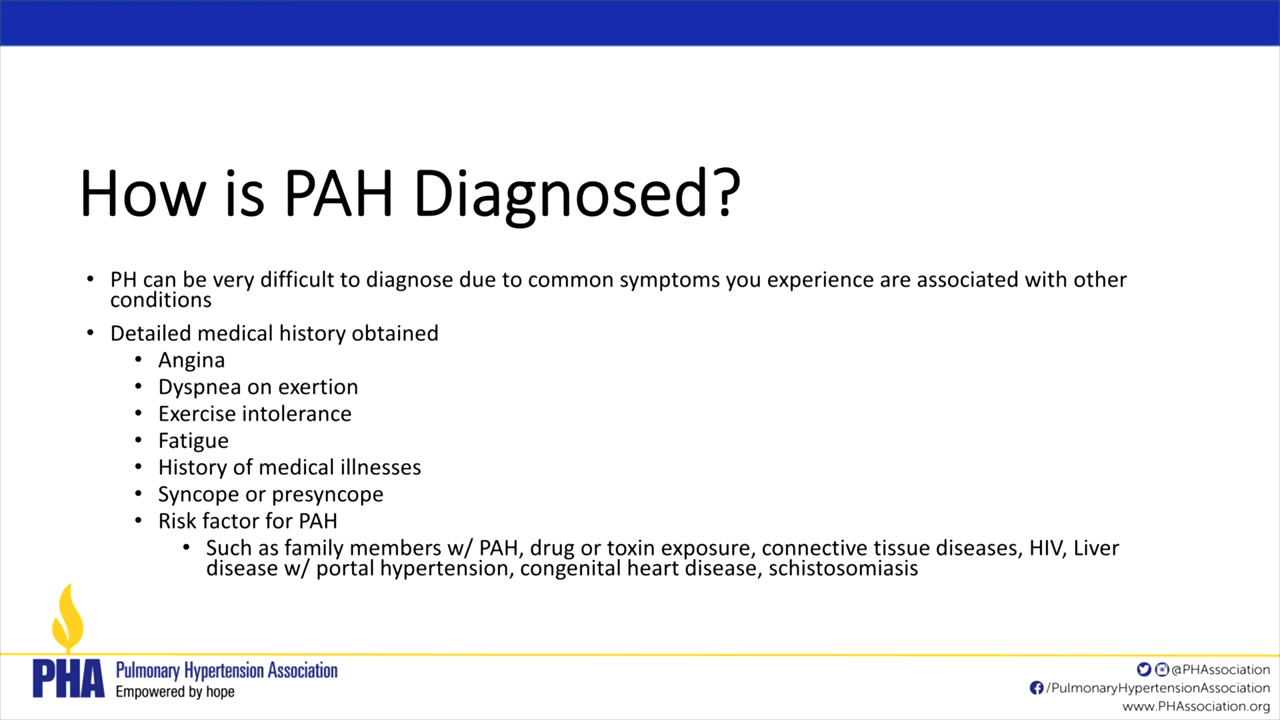 How is PAH Diagnosed?
• PH can be very difficult to diagnose due to common symptoms you experience are associated with other
conditions
• Detailed medical history obtained
• Angina
• Dyspnea on exertion
• Exercise intolerance
• Fatigue
• History of medical illnesses
• Syncope or presyncope
• Risk factor for PAH
• Such as family members w/ PAH, drug or toxin exposure, connective tissue diseases, HIV, Liver
disease w/ portal hypertension, congenital heart disease, schistosomiasis
PHA Pulmonary Hypertension Association
Empowered by hope
@PHAssociation
/PulmonaryHypertensionAssociation
www.PHAssociation.org